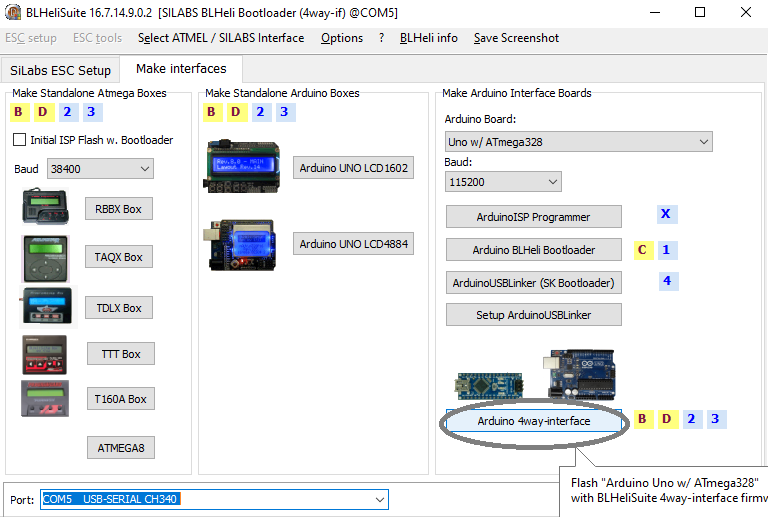 BLHeliSuite 16.7.14.9.0.2 [SILABS BLHeli Bootloader (4way-if) @COM5]
ESC setup ESC tools Select ATMEL / SILABS Interface Options ? BLHeli info Save Screenshot
SiLabs ESC Setup Make interfaces
Make Standalone Atmega Boxes
B D 2 3
Initial ISP Flash w. Bootloader
Baud 38400
RBBX Box
TAQX Box
TDLX Box
TTT Box
T160A Box
ATMEGA8
Make Standalone Arduino Boxes
B D 2 3
Rev.8.0 - MAIN
Layout Rev.14
Arduino UNO LCD1602
Arduino UNO LCD4884
Make Arduino Interface Boards
Arduino Board:
Uno w/ ATmega328
Baud:
115200
ArduinoISP Programmer X
Arduino BLHeli Bootloader C 1
ArduinoUSBLinker (SK Bootloader) 4
Setup ArduinoUSBLinker
Arduino 4way-interface B D 2 3
Flash "Arduino Uno w/ ATmega328"
with BLHeliSuite 4way-interface firmw
Port: COM5 USB-SERIAL CH340